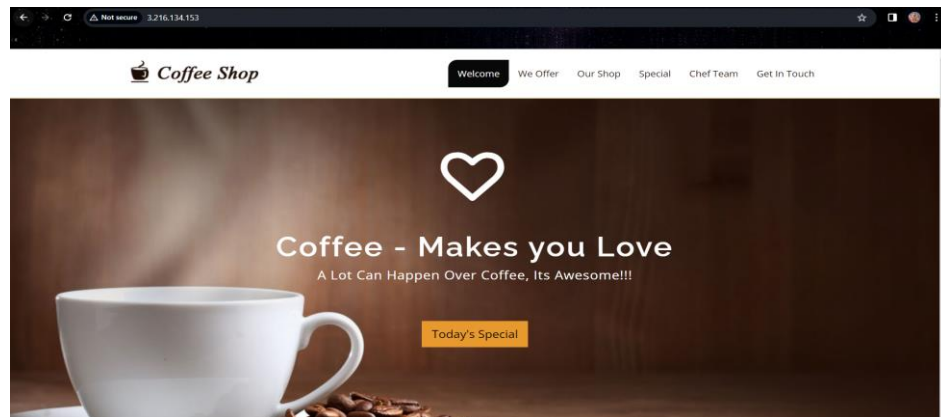 Not secure 3.216.134.153
Coffee Shop
Welcome We Offer Our Shop Special Chef Team Get In Touch
Coffee - Makes you Love
A Lot Can Happen Over Coffee, Its Awesome!!!
Today's Special